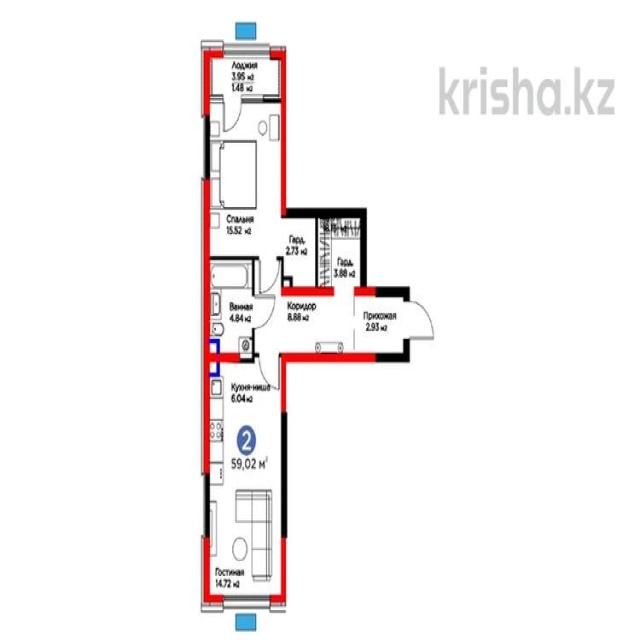 Лоджия
3.95 м2
1.48 м2
krisha.kz
Спальня
15.52 м2
Гард.
2.73 м2
Гард.
3.88 м2
Ванная
4.84 м2
Коридор
8.88 м2
Прихожая
2.93 м2
Кухня-ниша
6.04 м2
2
59,02 м²
Гостиная
14.72 м2